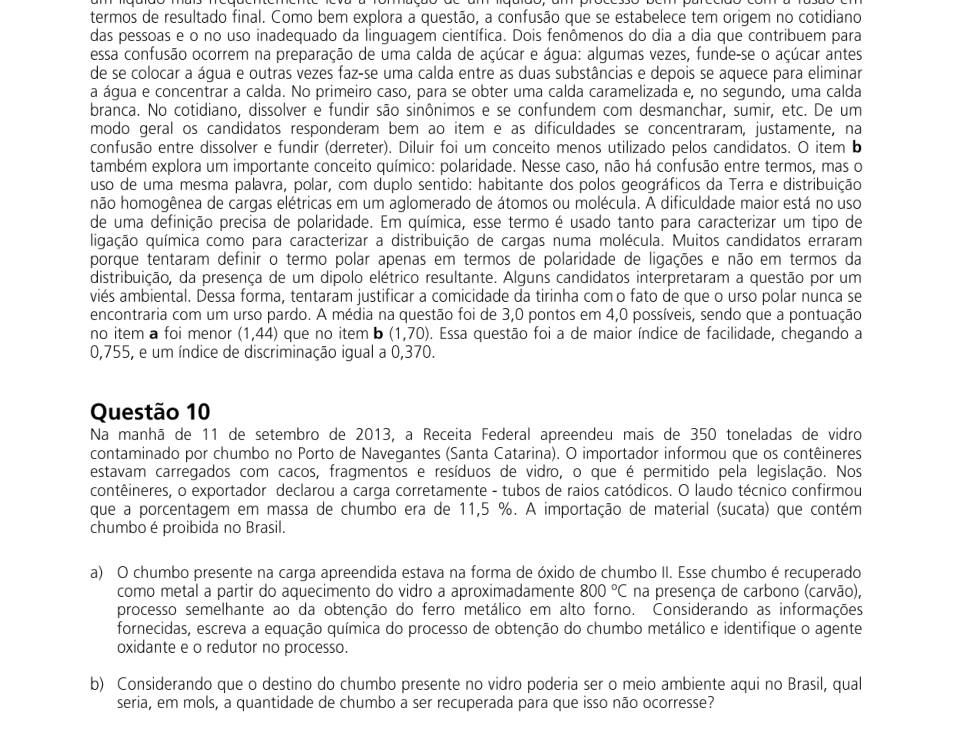 um líquido mais frequentemente leva à formação de um líquido, um processo bem parecido com a fusão em
termos de resultado final. Como bem explora a questão, a confusão que se estabelece tem origem no cotidiano
das pessoas e o no uso inadequado da linguagem científica. Dois fenômenos do dia a dia que contribuem para
essa confusão ocorrem na preparação de uma calda de açúcar e água: algumas vezes, funde-se o açúcar antes
de se colocar a água e outras vezes faz-se uma calda entre as duas substâncias e depois se aquece para eliminar
a água e concentrar a calda. No primeiro caso, para se obter uma calda caramelizada e, no segundo, uma calda
branca. No cotidiano, dissolver e fundir são sinônimos e se confundem com desmanchar, sumir, etc. De um
modo geral os candidatos responderam bem ao item e as dificuldades se concentraram, justamente, na
confusão entre dissolver e fundir (derreter). Diluir foi um conceito menos utilizado pelos candidatos. O item b
também explora um importante conceito químico: polaridade. Nesse caso, não há confusão entre termos, mas o
uso de uma mesma palavra, polar, com duplo sentido: habitante dos polos geográficos da Terra e distribuição
não homogênea de cargas elétricas em um aglomerado de átomos ou molécula. A dificuldade maior está no uso
de uma definição precisa de polaridade. Em química, esse termo é usado tanto para caracterizar um tipo de
ligação química como para caracterizar a distribuição de cargas numa molécula. Muitos candidatos erraram
porque tentaram definir o termo polar apenas em termos de polaridade de ligações e não em termos da
distribuição, da presença de um dipolo elétrico resultante. Alguns candidatos interpretaram a questão por um
viés ambiental. Dessa forma, tentaram justificar a comicidade da tirinha com o fato de que o urso polar nunca se
encontraria com um urso pardo. A média na questão foi de 3,0 pontos em 4,0 possíveis, sendo que a pontuação
no item a foi menor (1,44) que no item b (1,70). Essa questão foi a de maior índice de facilidade, chegando a
0,755, e um índice de discriminação igual a 0,370.
Questão 10
Na manhã de 11 de setembro de 2013, a Receita Federal apreendeu mais de 350 toneladas de vidro
contaminado por chumbo no Porto de Navegantes (Santa Catarina). O importador informou que os contêineres
estavam carregados com cacos, fragmentos e resíduos de vidro, o que é permitido pela legislação. Nos
contêineres, o exportador declarou a carga corretamente - tubos de raios catódicos. O laudo técnico confirmou
que a porcentagem em massa de chumbo era de 11,5 %. A importação de material (sucata) que contém
chumbo é proibida no Brasil.
a) O chumbo presente na carga apreendida estava na forma de óxido de chumbo II. Esse chumbo é recuperado
como metal a partir do aquecimento do vidro a aproximadamente 800 ºC na presença de carbono (carvão),
processo semelhante ao da obtenção do ferro metálico em alto forno. Considerando as informações
fornecidas, escreva a equação química do processo de obtenção do chumbo metálico e identifique o agente
oxidante e o redutor no processo.
b) Considerando que o destino do chumbo presente no vidro poderia ser o meio ambiente aqui no Brasil, qual
seria, em mols, a quantidade de chumbo a ser recuperada para que isso não ocorresse?